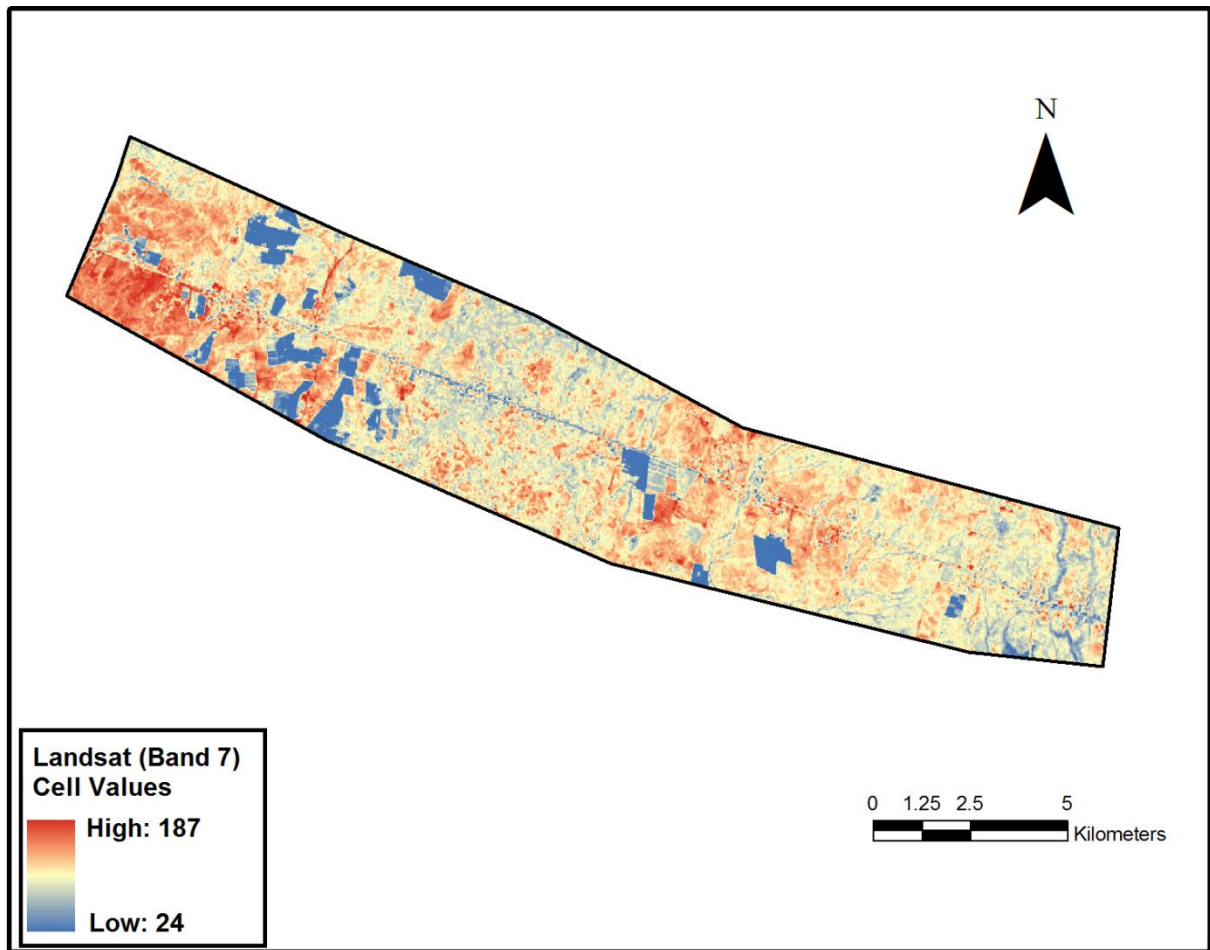 N
Landsat (Band 7)
Cell Values
High: 187
Low: 24
0 1.25 2.5 5
Kilometers